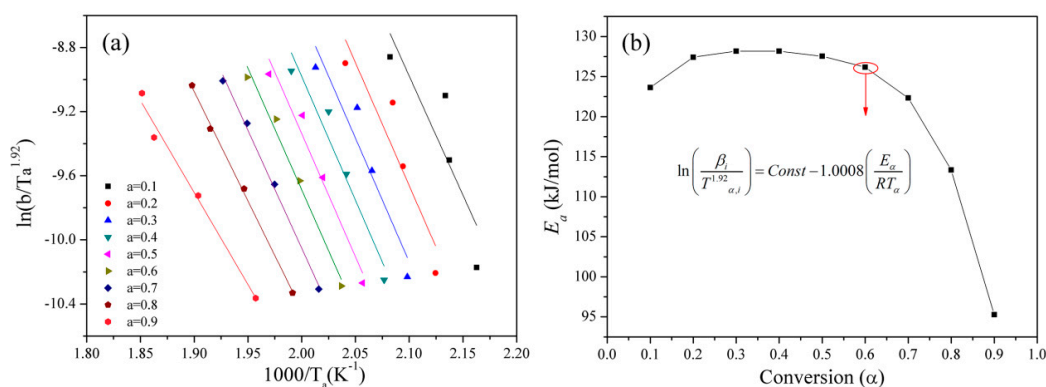 (a)
ln(b/Ta^1.92)
-8.8
-9.2
-9.6
-10.0
-10.4
a=0.1
a=0.2
a=0.3
a=0.4
a=0.5
a=0.6
a=0.7
a=0.8
a=0.9
1.80 1.85 1.90 1.95 2.00 2.05 2.10 2.15 2.20
1000/T_a(K^-1)
(b)
E_a (kJ/mol)
130
125
120
115
110
105
100
95
ln(β_i/T^1.92_α,i)=Const−1.0008(E_α/RT_α)
0.0 0.1 0.2 0.3 0.4 0.5 0.6 0.7 0.8 0.9 1.0
Conversion (α)